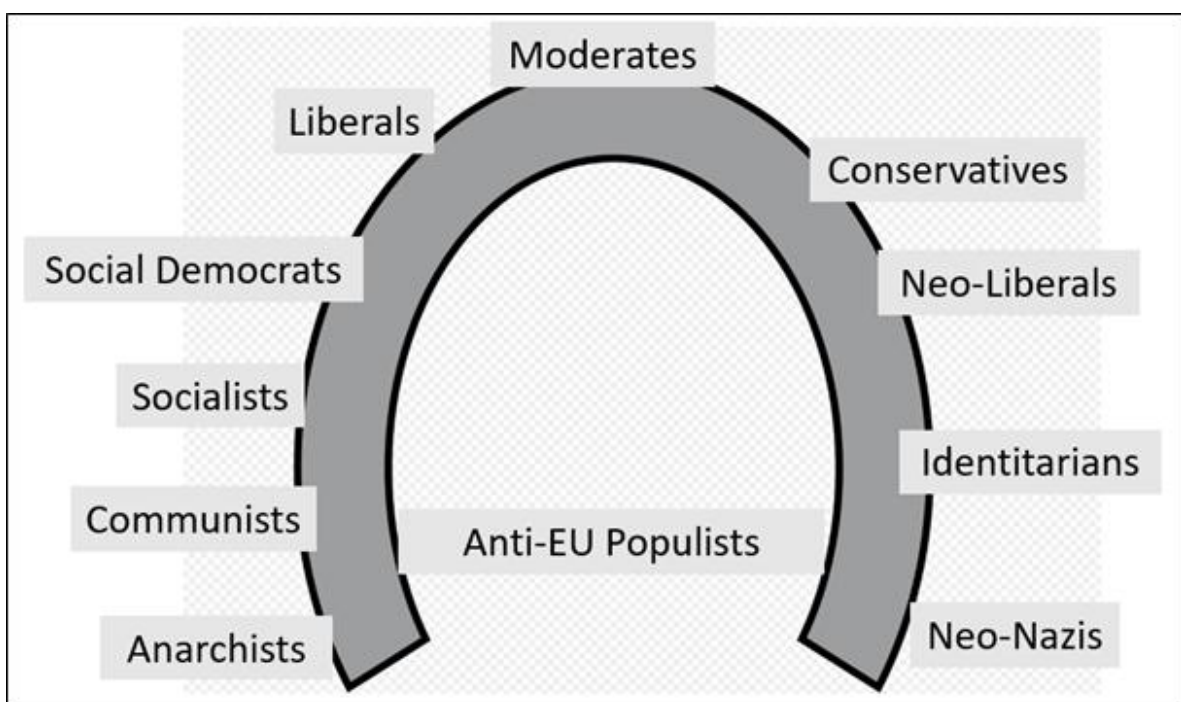 Moderates
Liberals
Conservatives
Social Democrats
Neo-Liberals
Socialists
Identitarians
Communists
Anti-EU Populists
Anarchists
Neo-Nazis